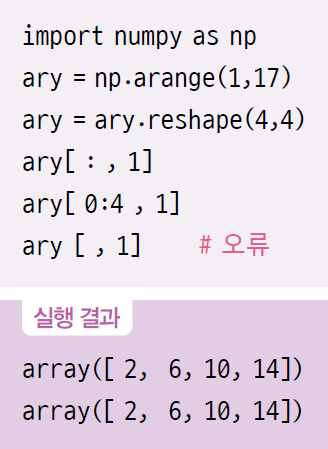 import numpy as np
ary = np.arange(1,17)
ary = ary.reshape(4,4)
ary[ : , 1]
ary[ 0:4 , 1]
ary [ , 1]     # 오류
실행 결과
array([ 2,  6, 10, 14])
array([ 2,  6, 10, 14])